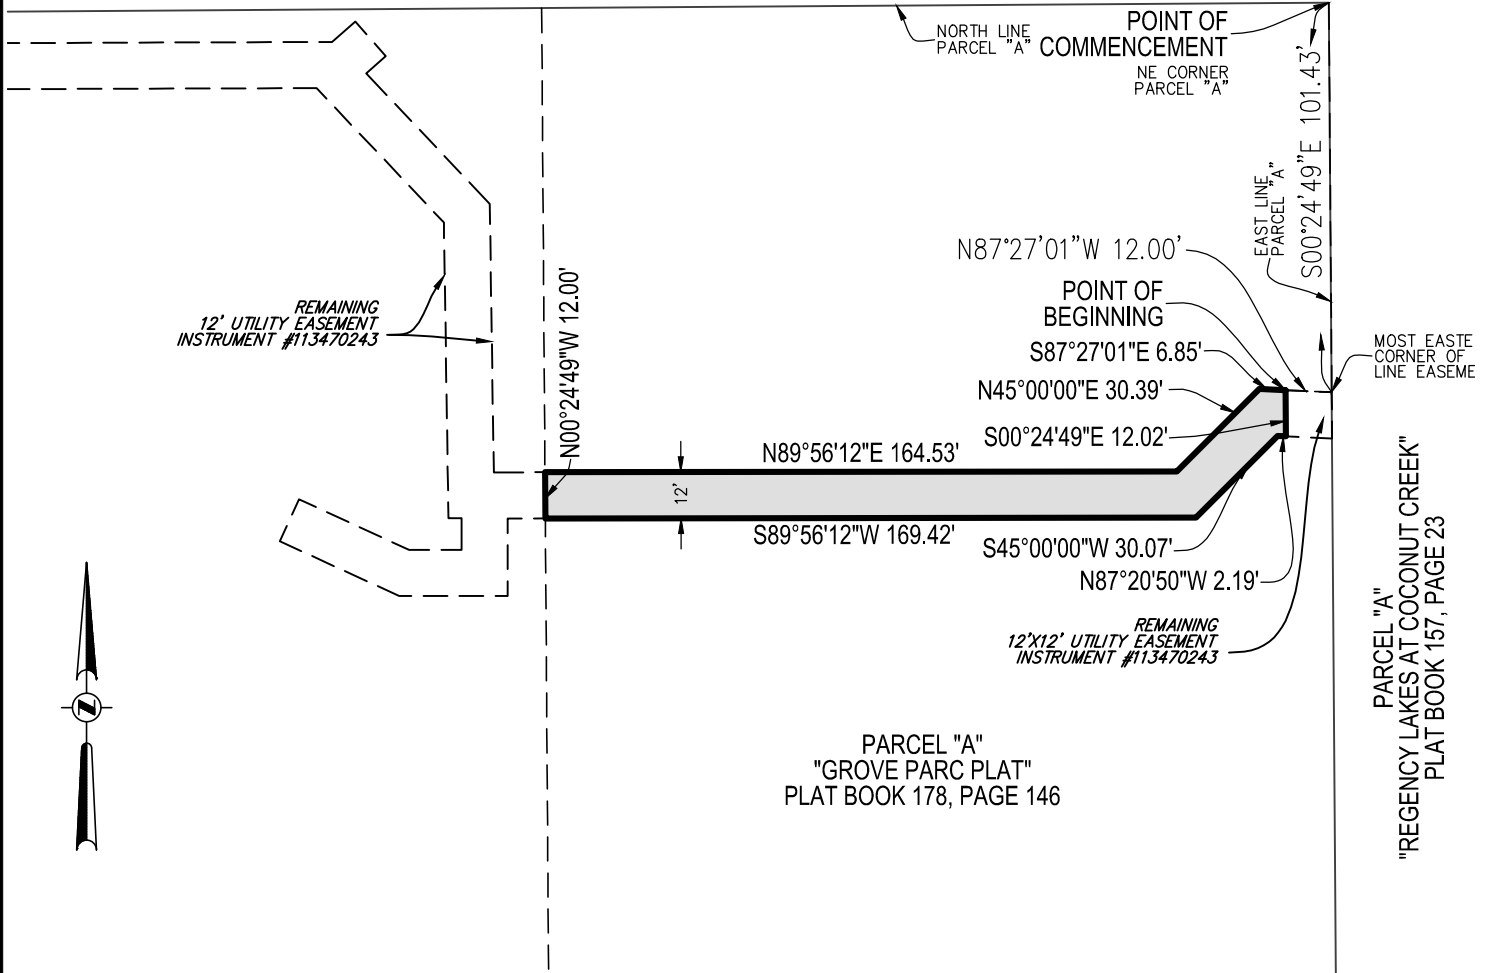 NORTH LINE
PARCEL "A"
POINT OF
COMMENCEMENT
NE CORNER
PARCEL "A"
S00°24'49"E 101.43'
EAST LINE
PARCEL "A"
N87°27'01"W 12.00'
POINT OF
BEGINNING
S87°27'01"E 6.85'
N45°00'00"E 30.39'
S00°24'49"E 12.02'
MOST EASTE
CORNER OF
LINE EASEME
REMAINING
12' UTILITY EASEMENT
INSTRUMENT #113470243
N00°24'49"W 12.00'
N89°56'12"E 164.53'
12'
S89°56'12"W 169.42'
S45°00'00"W 30.07'
N87°20'50"W 2.19'
REMAINING
12'X12' UTILITY EASEMENT
INSTRUMENT #113470243
PARCEL "A"
"REGENCY LAKES AT COCONUT CREEK"
PLAT BOOK 157, PAGE 23
Z
PARCEL "A"
"GROVE PARC PLAT"
PLAT BOOK 178, PAGE 146